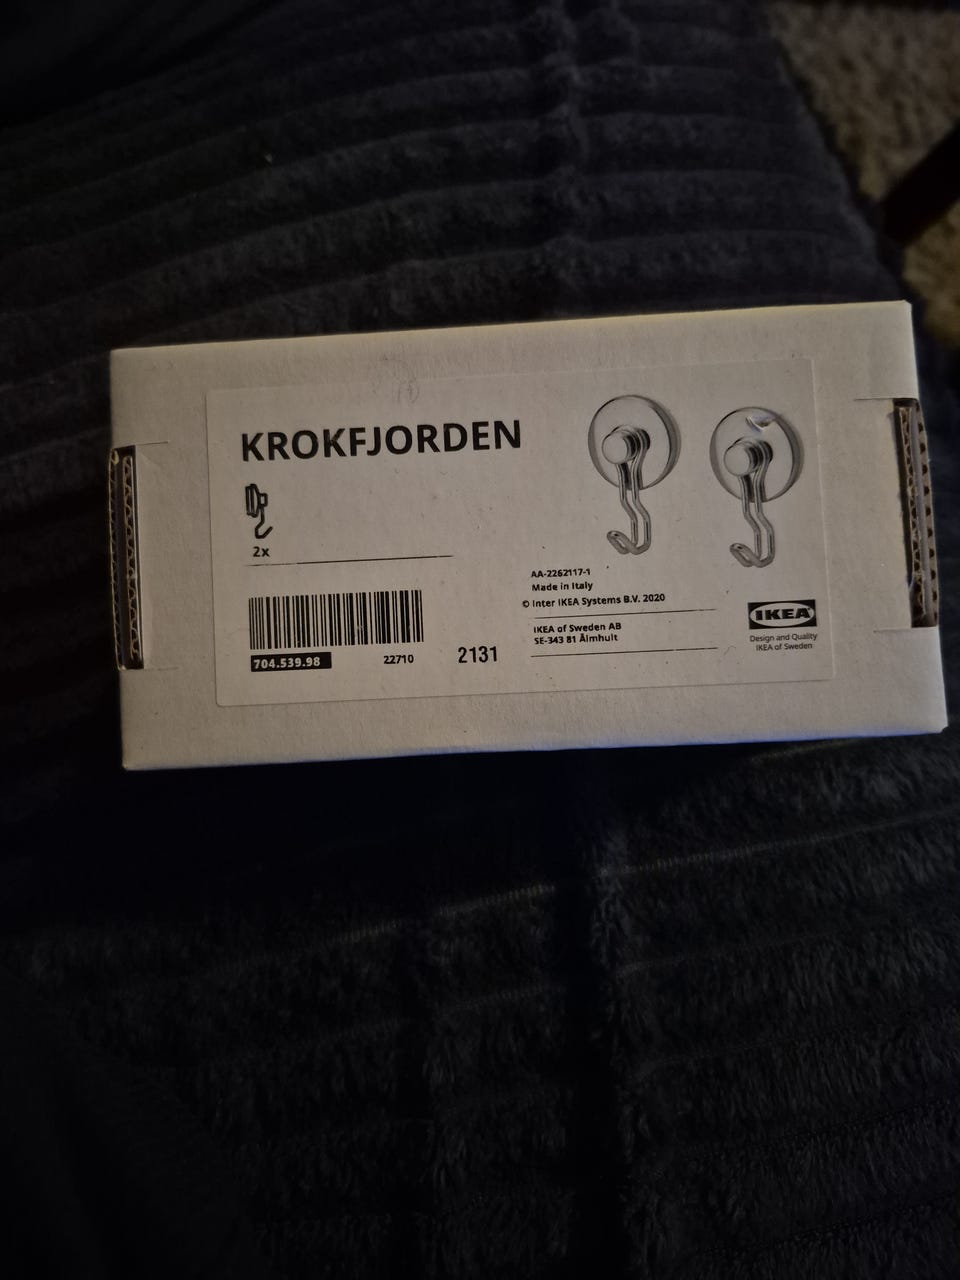 KROKFJORDEN
2x
704.539.98
22710
2131
AA-2262117-1
Made in Italy
© Inter IKEA Systems B.V. 2020
IKEA of Sweden AB
SE-343 81 Älmhult
IKEA
Design and Quality
IKEA of Sweden